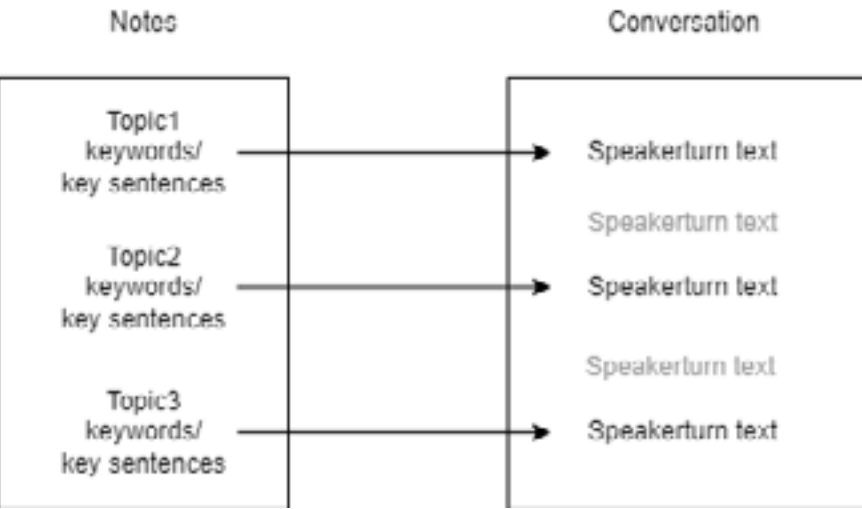 Notes
Conversation
Topic1
keywords/
key sentences
Speakerturn text
Speakerturn text
Topic2
keywords/
key sentences
Speakerturn text
Speakerturn text
Topic3
keywords/
key sentences
Speakerturn text